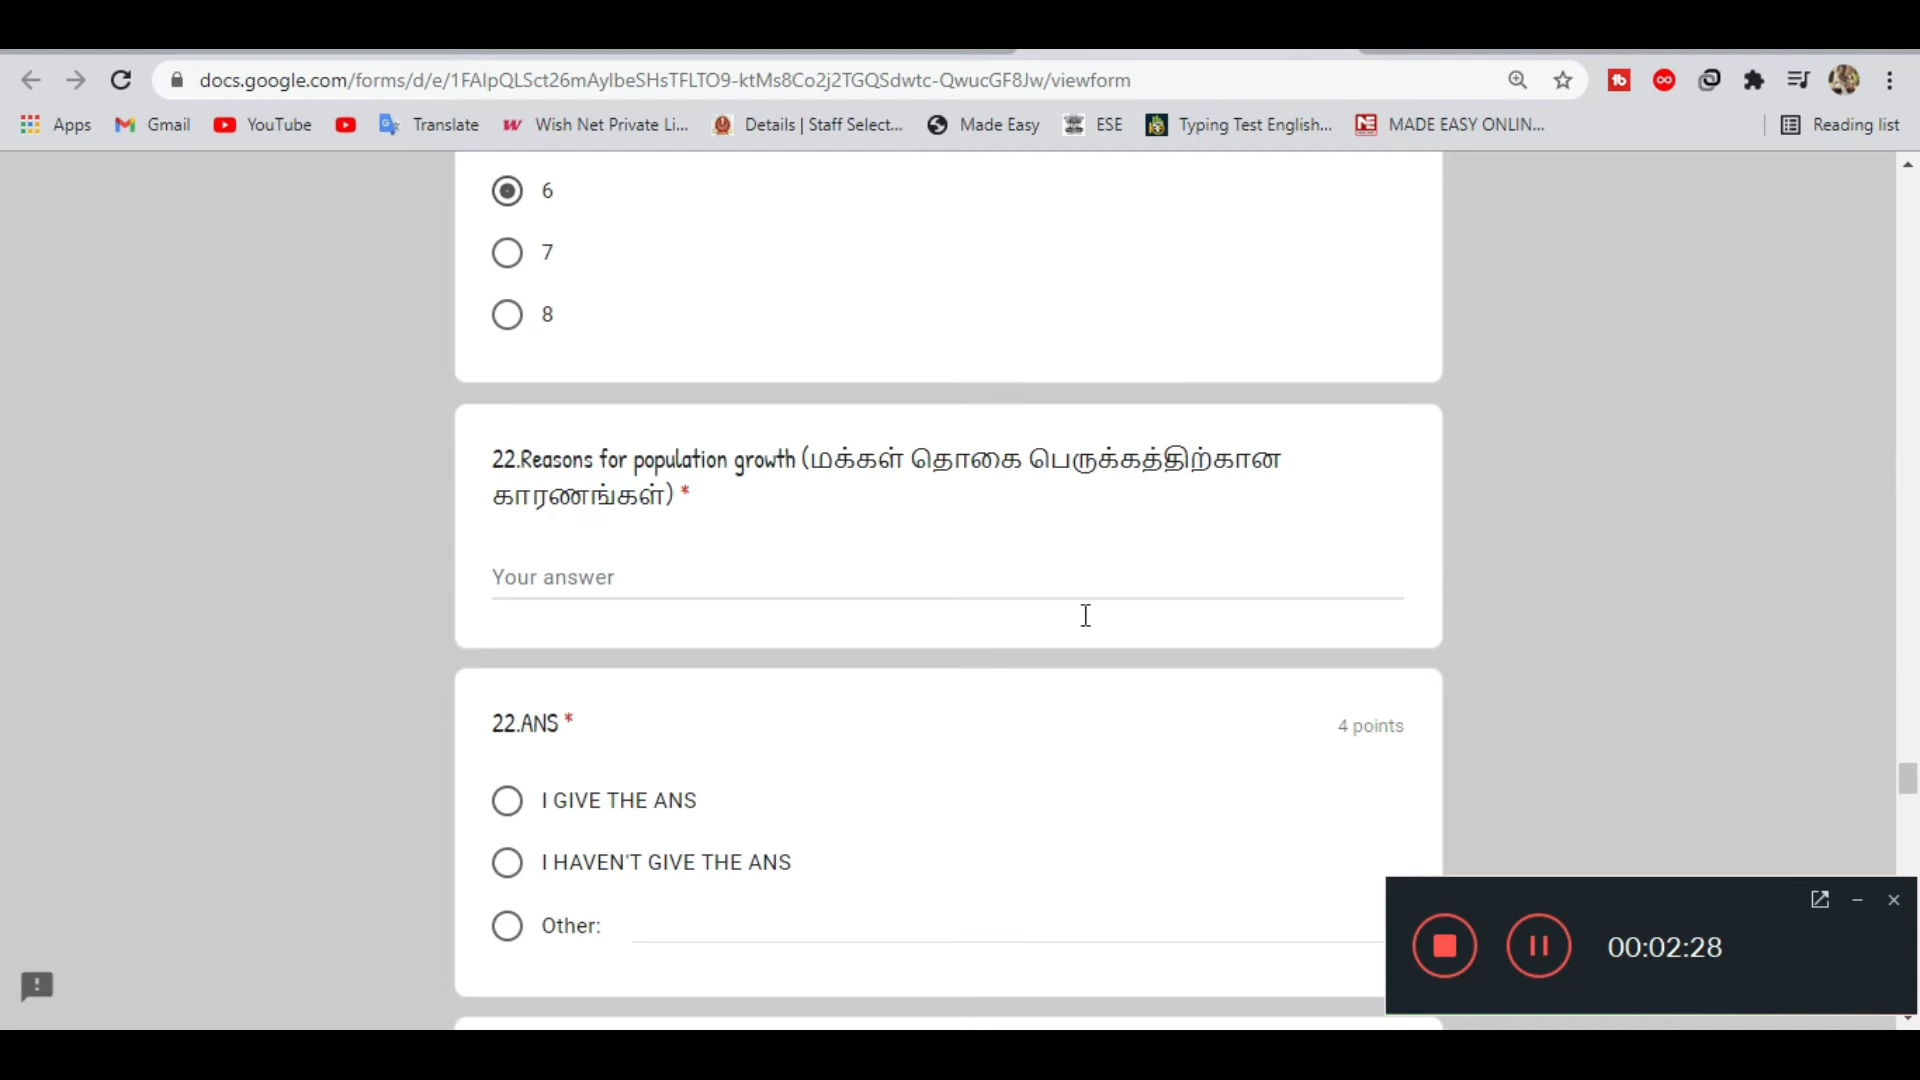 docs.google.com/forms/d/e/1FAIpQLSct26mAylbeSHsTFLTO9-ktMs8Co2j2TGQSdwtc-QwucGF8Jw/viewform
Apps Gmail YouTube Translate Wish Net Private Li... Details | Staff Select... Made Easy ESE Typing Test English... MADE EASY ONLIN... Reading list
6
7
8
22.Reasons for population growth (மக்கள் தொகை பெருக்கத்திற்கான
காரணங்கள்) *
Your answer
22.ANS *
4 points
I GIVE THE ANS
I HAVEN'T GIVE THE ANS
Other:
00:02:28